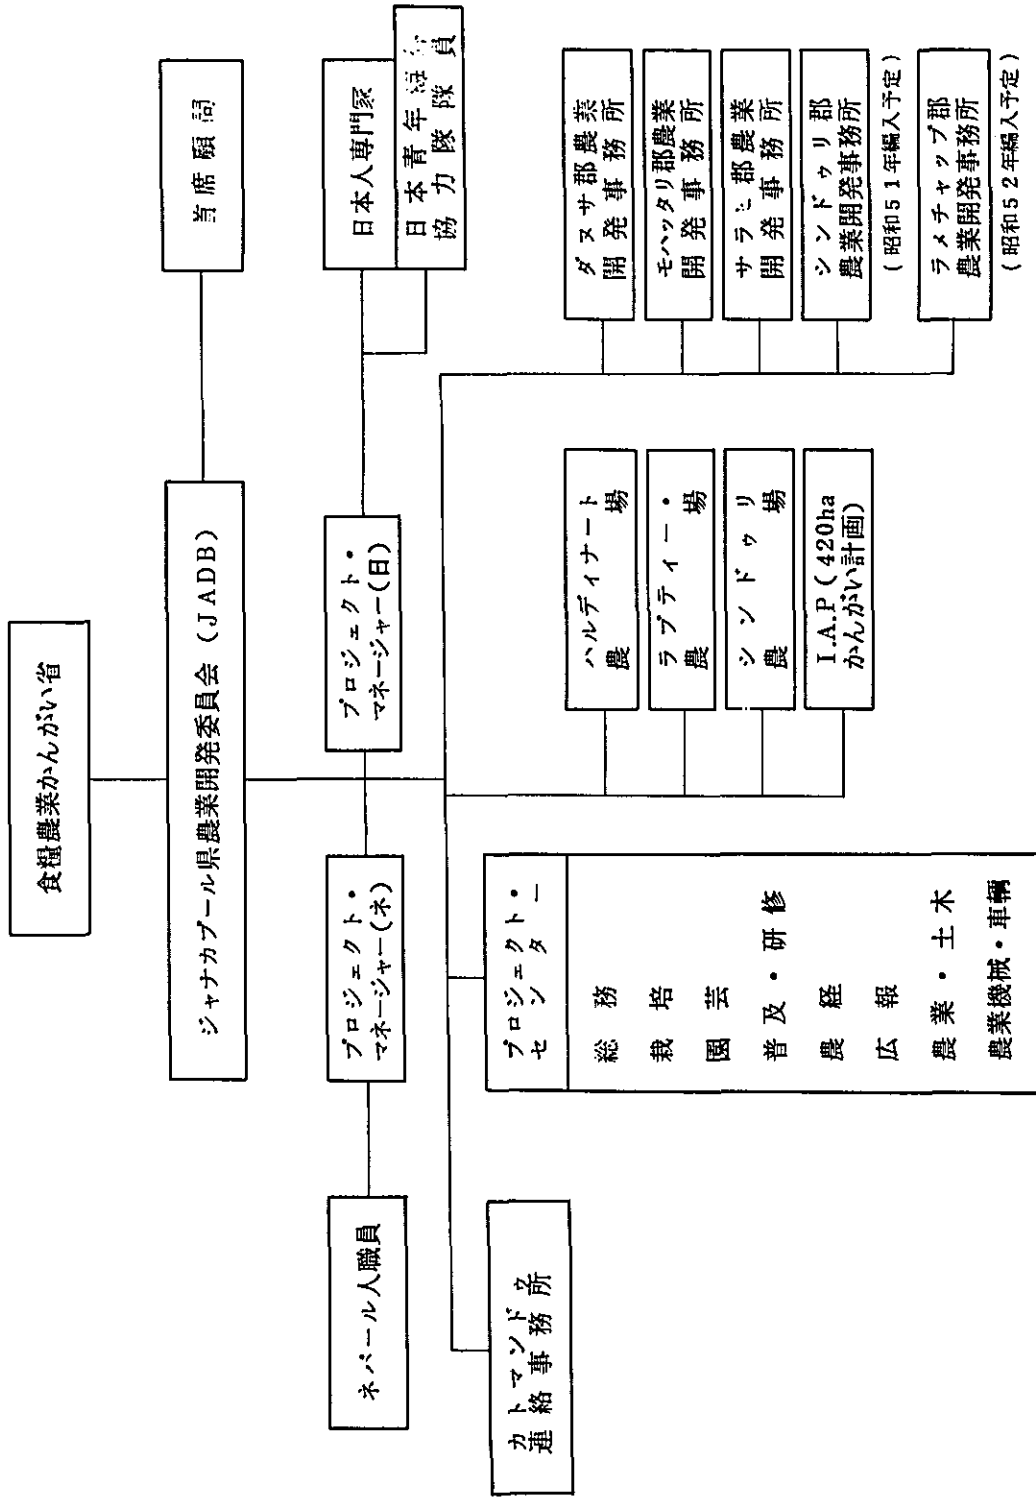 食糧農業かんがい省
ジャナカプール県農業開発委員会（JADB）
首席顧問
ネパール人職員
プロジェクト・
マネージャー(ネ)
プロジェクト・
マネージャー(日)
日本人専門家
日本青年海外
協力隊隊員
カトマンドゥ
連絡事務所
プロジェクト・
センター
総務
栽培
園芸
普及・研修
農経
広報
農業・土木
農業機械・車輛
ハルディナート
農場
ラプティー・
農場
シンドゥリ
農場
I.A.P（420ha
かんがい計画）
ダヌサ郡農業
開発事務所
モハッタリ郡農業
開発事務所
サラヒ郡農業
開発事務所
シンドゥリ郡
農業開発事務所
（昭和51年編入予定）
ラメチャップ郡
農業開発事務所
（昭和52年編入予定）